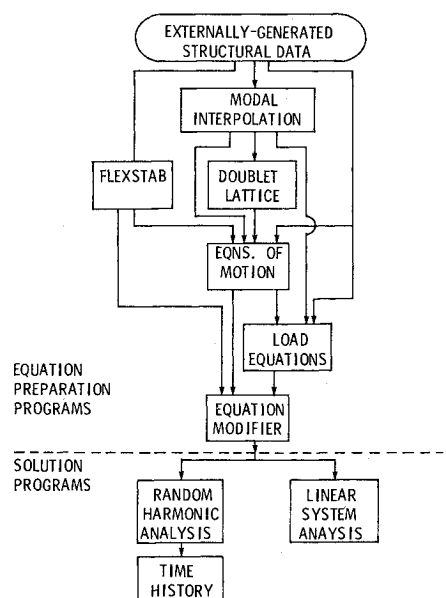 EXTERNALLY-GENERATED
STRUCTURAL DATA
MODAL
INTERPOLATION
FLEXSTAB
DOUBLET
LATTICE
EQNS. OF
MOTION
LOAD
EQUATIONS
EQUATION
PREPARATION
PROGRAMS
EQUATION
MODIFIER
SOLUTION
PROGRAMS
RANDOM
HARMONIC
ANALYSIS
LINEAR
SYSTEM
ANAYSIS
TIME
HISTORY